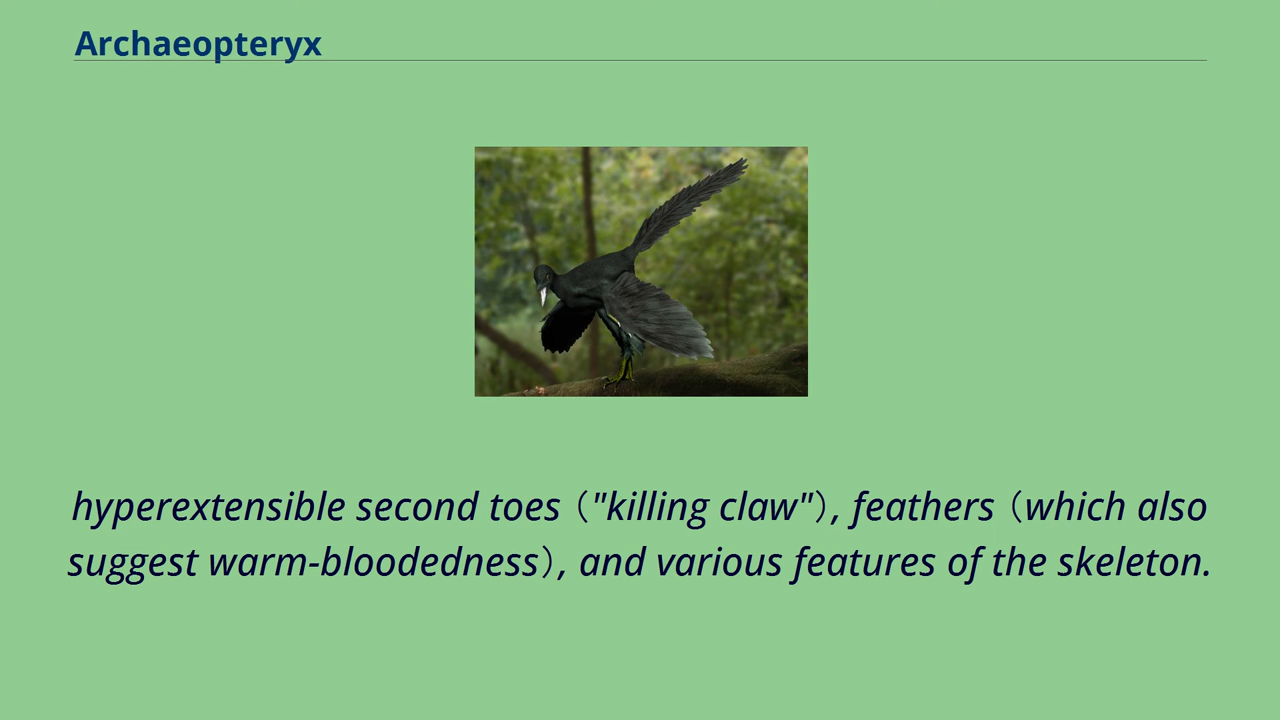 Archaeopteryx
hyperextensible second toes ("killing claw"), feathers (which also
suggest warm-bloodedness), and various features of the skeleton.